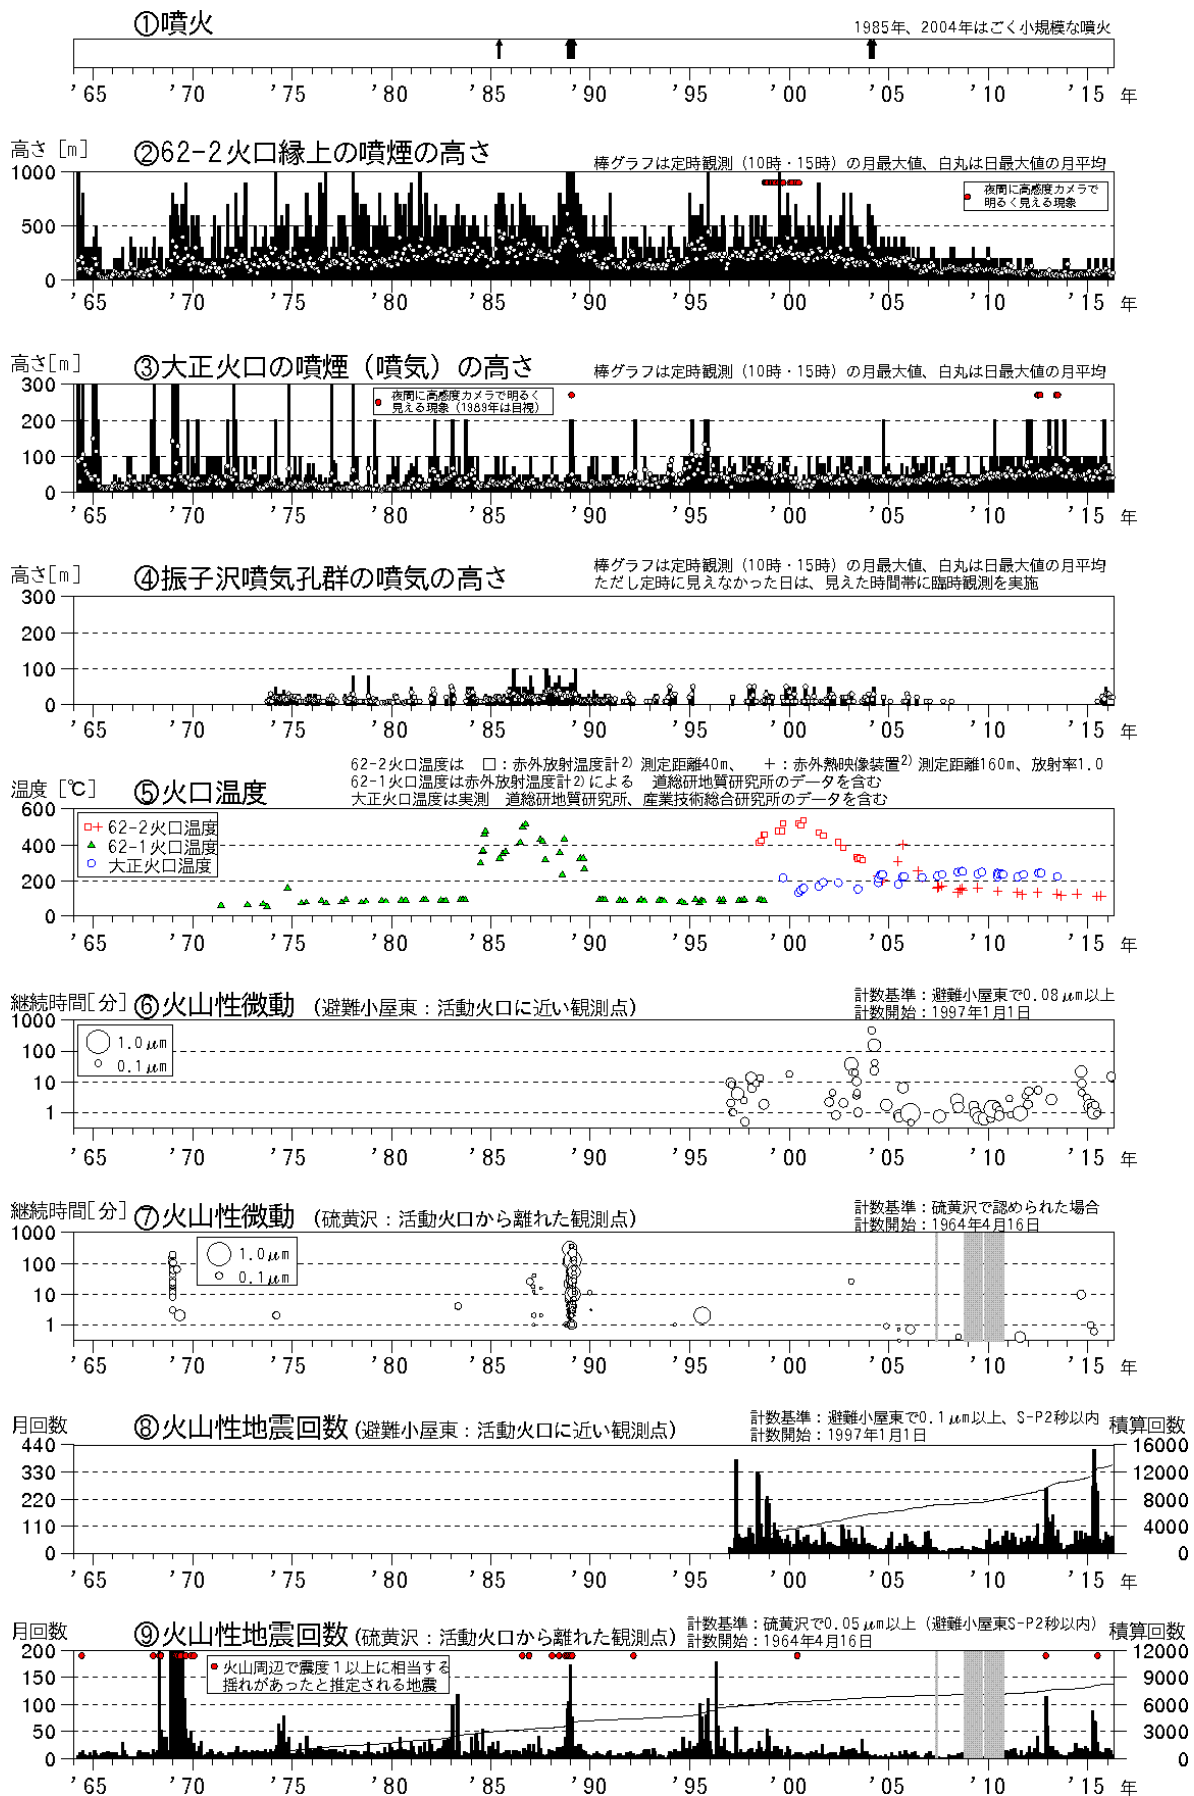 ①噴火
1985年、2004年はごく小規模な噴火
'65 '70 '75 '80 '85 '90 '95 '00 '05 '10 '15 年
高さ[m]
②62-2火口縁上の噴煙の高さ
棒グラフは定時観測（10時・15時）の月最大値、白丸は日最大値の月平均
1000
夜間に高感度カメラで
明るく見える現象
500
0
'65 '70 '75 '80 '85 '90 '95 '00 '05 '10 '15 年
高さ[m]
③大正火口の噴煙（噴気）の高さ
棒グラフは定時観測（10時・15時）の月最大値、白丸は日最大値の月平均
300
夜間に高感度カメラで明るく
見える現象（1989年は目視）
200
100
0
'65 '70 '75 '80 '85 '90 '95 '00 '05 '10 '15 年
高さ[m]
④振子沢噴気孔群の噴気の高さ
棒グラフは定時観測（10時・15時）の月最大値、白丸は日最大値の月平均
ただし定時に見えなかった日は、見えた時間帯に臨時観測を実施
300
200
100
0
'65 '70 '75 '80 '85 '90 '95 '00 '05 '10 '15 年
温度[℃]
⑤火口温度
62-2火口温度は □：赤外放射温度計2) 測定距離40m、 ＋：赤外熱映像装置2) 測定距離160m、放射率1.0
62-1火口温度は赤外放射温度計2)による 道総研地質研究所のデータを含む
大正火口温度は実測 道総研地質研究所、産業技術総合研究所のデータを含む
600
□+ 62-2火口温度
▲ 62-1火口温度
○ 大正火口温度
400
200
0
'65 '70 '75 '80 '85 '90 '95 '00 '05 '10 '15 年
継続時間[分]
⑥火山性微動（避難小屋東：活動火口に近い観測点）
計数基準：避難小屋東で0.08μm以上
計数開始：1997年1月1日
1000
1.0μm
0.1μm
100
10
1
'65 '70 '75 '80 '85 '90 '95 '00 '05 '10 '15 年
継続時間[分]
⑦火山性微動（硫黄沢：活動火口から離れた観測点）
計数基準：硫黄沢で認められた場合
計数開始：1964年4月16日
1000
1.0μm
0.1μm
100
10
1
'65 '70 '75 '80 '85 '90 '95 '00 '05 '10 '15 年
月回数
⑧火山性地震回数（避難小屋東：活動火口に近い観測点）
計数基準：避難小屋東で0.1μm以上、S-P2秒以内
計数開始：1997年1月1日
積算回数
440 16000
330 12000
220 8000
110 4000
0 0
'65 '70 '75 '80 '85 '90 '95 '00 '05 '10 '15 年
月回数
⑨火山性地震回数（硫黄沢：活動火口から離れた観測点）
計数基準：硫黄沢で0.05μm以上（避難小屋東S-P2秒以内）
計数開始：1964年4月16日
積算回数
200 12000
火山周辺で震度１以上に相当する
揺れがあったと推定される地震
150 9000
100 6000
50 3000
0 0
'65 '70 '75 '80 '85 '90 '95 '00 '05 '10 '15 年